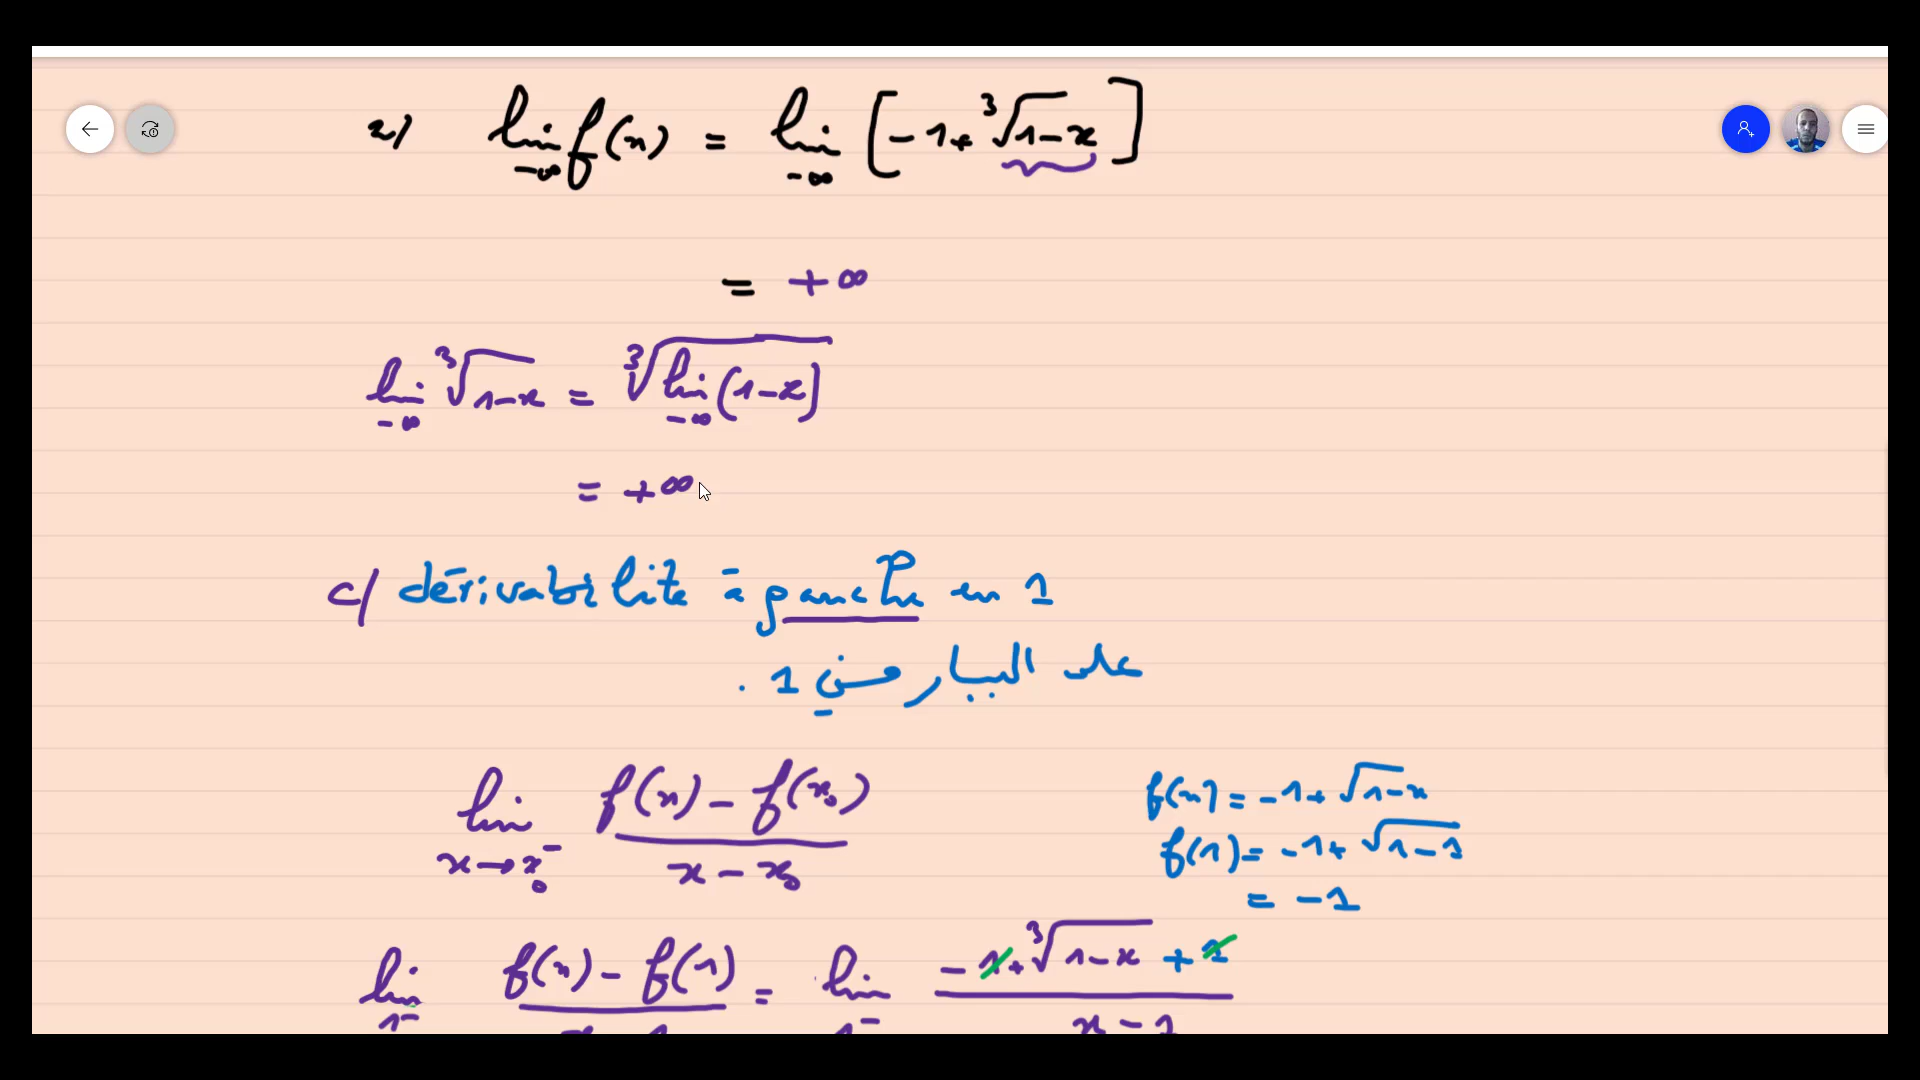 2/ lim f(x) = lim [-1+∛(1-x)]
-∞ -∞
= +∞
lim ∛(1-x) = ∛(lim (1-x))
-∞ -∞
= +∞
c/ dérivabilité à gauche en 1
على اليسار من 1 .
lim f(x) - f(x₀)
x→x₀⁻ x - x₀
f(x) = -1+√(1-x)
f(1) = -1+√(1-1)
= -1
lim f(x) - f(1) = lim -1+∛(1-x) +1
1⁻ x - 1 1⁻ x - 1